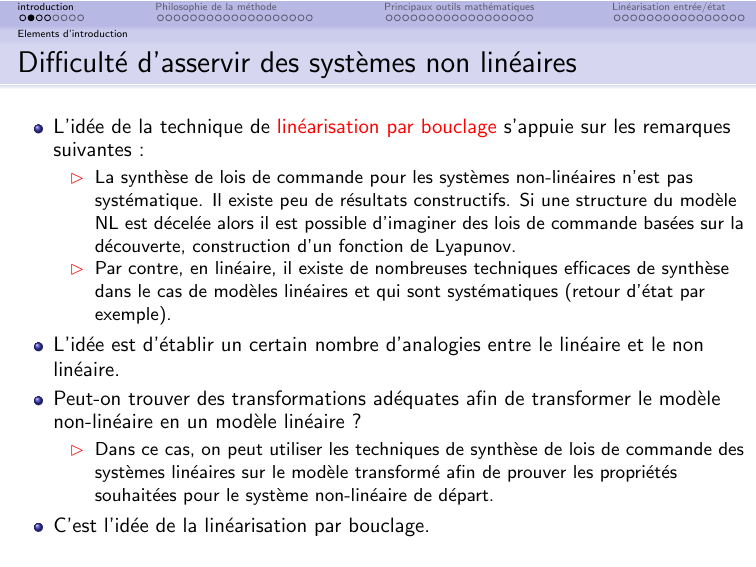 introduction Philosophie de la méthode Principaux outils mathématiques Linéarisation entrée/état
Elements d'introduction
Difficulté d'asservir des systèmes non linéaires
L'idée de la technique de linéarisation par bouclage s'appuie sur les remarques
suivantes :
▷ La synthèse de lois de commande pour les systèmes non-linéaires n'est pas
systématique. Il existe peu de résultats constructifs. Si une structure du modèle
NL est décelée alors il est possible d'imaginer des lois de commande basées sur la
découverte, construction d'un fonction de Lyapunov.
▷ Par contre, en linéaire, il existe de nombreuses techniques efficaces de synthèse
dans le cas de modèles linéaires et qui sont systématiques (retour d'état par
exemple).
L'idée est d'établir un certain nombre d'analogies entre le linéaire et le non
linéaire.
Peut-on trouver des transformations adéquates afin de transformer le modèle
non-linéaire en un modèle linéaire ?
▷ Dans ce cas, on peut utiliser les techniques de synthèse de lois de commande des
systèmes linéaires sur le modèle transformé afin de prouver les propriétés
souhaitées pour le système non-linéaire de départ.
C'est l'idée de la linéarisation par bouclage.